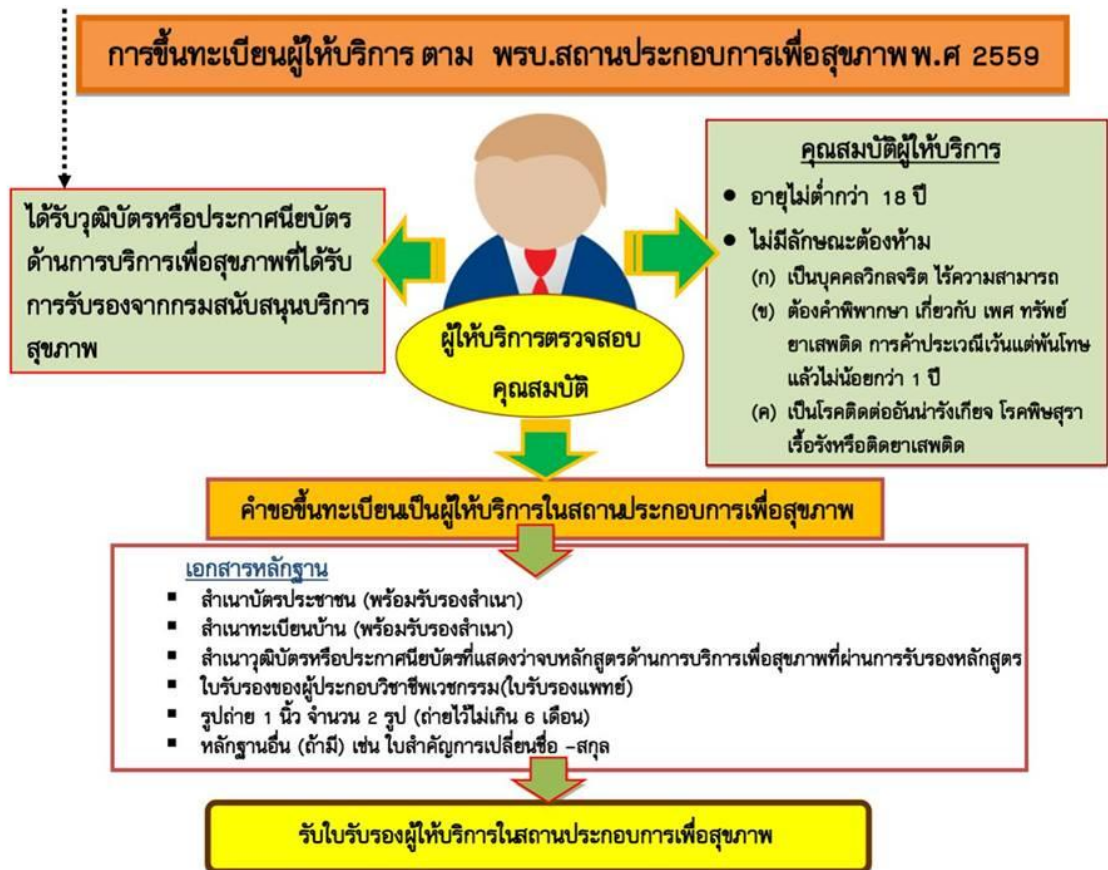 การขึ้นทะเบียนผู้ให้บริการ ตาม พรบ.สถานประกอบการเพื่อสุขภาพ พ.ศ 2559
ได้รับวุฒิบัตรหรือประกาศนียบัตร
ด้านการบริการเพื่อสุขภาพที่ได้รับ
การรับรองจากกรมสนับสนุนบริการ
สุขภาพ
ผู้ให้บริการตรวจสอบ
คุณสมบัติ
คุณสมบัติผู้ให้บริการ
● อายุไม่ต่ำกว่า 18 ปี
● ไม่มีลักษณะต้องห้าม
(ก) เป็นบุคคลวิกลจริต ไร้ความสามารถ
(ข) ต้องคำพิพากษา เกี่ยวกับ เพศ ทรัพย์
ยาเสพติด การค้าประเวณีเว้นแต่พ้นโทษ
แล้วไม่น้อยกว่า 1 ปี
(ค) เป็นโรคติดต่ออันน่ารังเกียจ โรคพิษสุรา
เรื้อรังหรือติดยาเสพติด
คำขอขึ้นทะเบียนเป็นผู้ให้บริการในสถานประกอบการเพื่อสุขภาพ
เอกสารหลักฐาน
▪ สำเนาบัตรประชาชน (พร้อมรับรองสำเนา)
▪ สำเนาทะเบียนบ้าน (พร้อมรับรองสำเนา)
▪ สำเนาวุฒิบัตรหรือประกาศนียบัตรที่แสดงว่าจบหลักสูตรด้านการบริการเพื่อสุขภาพที่ผ่านการรับรองหลักสูตร
▪ ใบรับรองของผู้ประกอบวิชาชีพเวชกรรม(ใบรับรองแพทย์)
▪ รูปถ่าย 1 นิ้ว จำนวน 2 รูป (ถ่ายไว้ไม่เกิน 6 เดือน)
▪ หลักฐานอื่น (ถ้ามี) เช่น ใบสำคัญการเปลี่ยนชื่อ –สกุล
รับใบรับรองผู้ให้บริการในสถานประกอบการเพื่อสุขภาพ